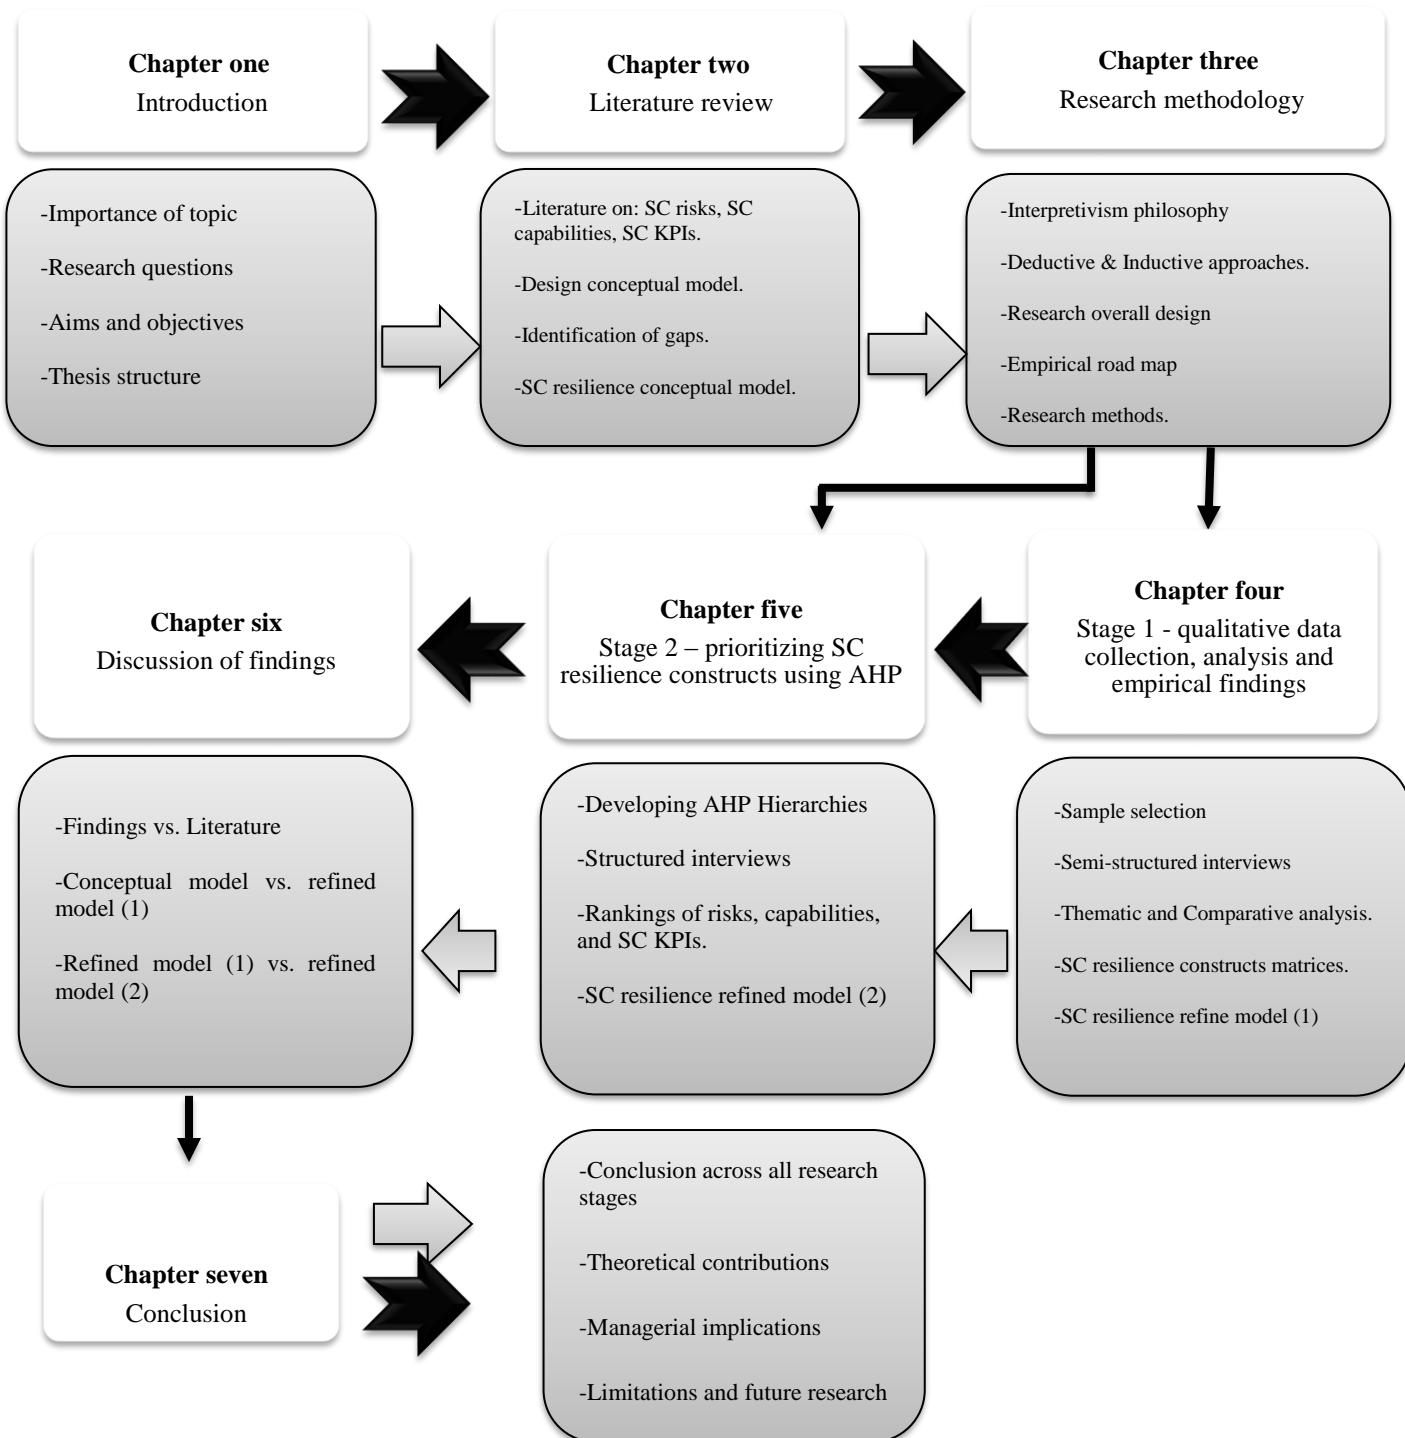 Chapter one
Introduction
Chapter two
Literature review
Chapter three
Research methodology
-Importance of topic
-Research questions
-Aims and objectives
-Thesis structure
-Literature on: SC risks, SC
capabilities, SC KPIs.
-Design conceptual model.
-Identification of gaps.
-SC resilience conceptual model.
-Interpretivism philosophy
-Deductive & Inductive approaches.
-Research overall design
-Empirical road map
-Research methods.
Chapter four
Stage 1 - qualitative data
collection, analysis and
empirical findings
Chapter five
Stage 2 – prioritizing SC
resilience constructs using AHP
Chapter six
Discussion of findings
-Sample selection
-Semi-structured interviews
-Thematic and Comparative analysis.
-SC resilience constructs matrices.
-SC resilience refine model (1)
-Developing AHP Hierarchies
-Structured interviews
-Rankings of risks, capabilities,
and SC KPIs.
-SC resilience refined model (2)
-Findings vs. Literature
-Conceptual model vs. refined
model (1)
-Refined model (1) vs. refined
model (2)
Chapter seven
Conclusion
-Conclusion across all research
stages
-Theoretical contributions
-Managerial implications
-Limitations and future research